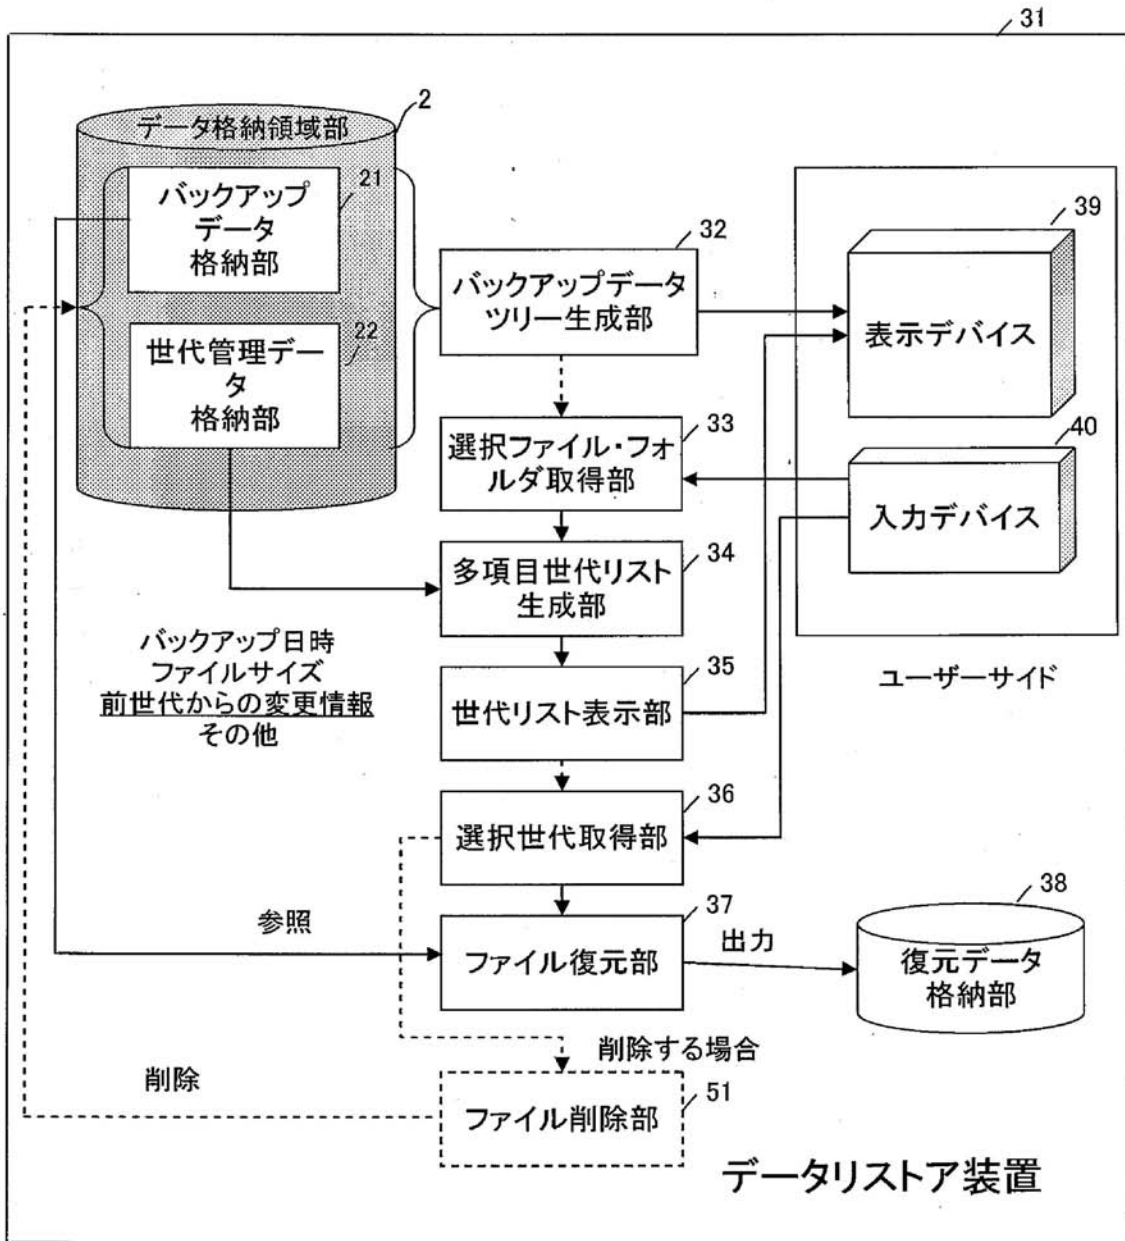 31
データ格納領域部
2
バックアップ
データ
格納部
21
世代管理デー
タ
格納部
22
32
バックアップデータ
ツリー生成部
39
表示デバイス
33
選択ファイル・フォ
ルダ取得部
40
入力デバイス
34
多項目世代リスト
生成部
ユーザーサイド
バックアップ日時
ファイルサイズ
前世代からの変更情報
その他
35
世代リスト表示部
36
選択世代取得部
参照
37
ファイル復元部
出力
38
復元データ
格納部
削除する場合
削除
51
ファイル削除部
データリストア装置